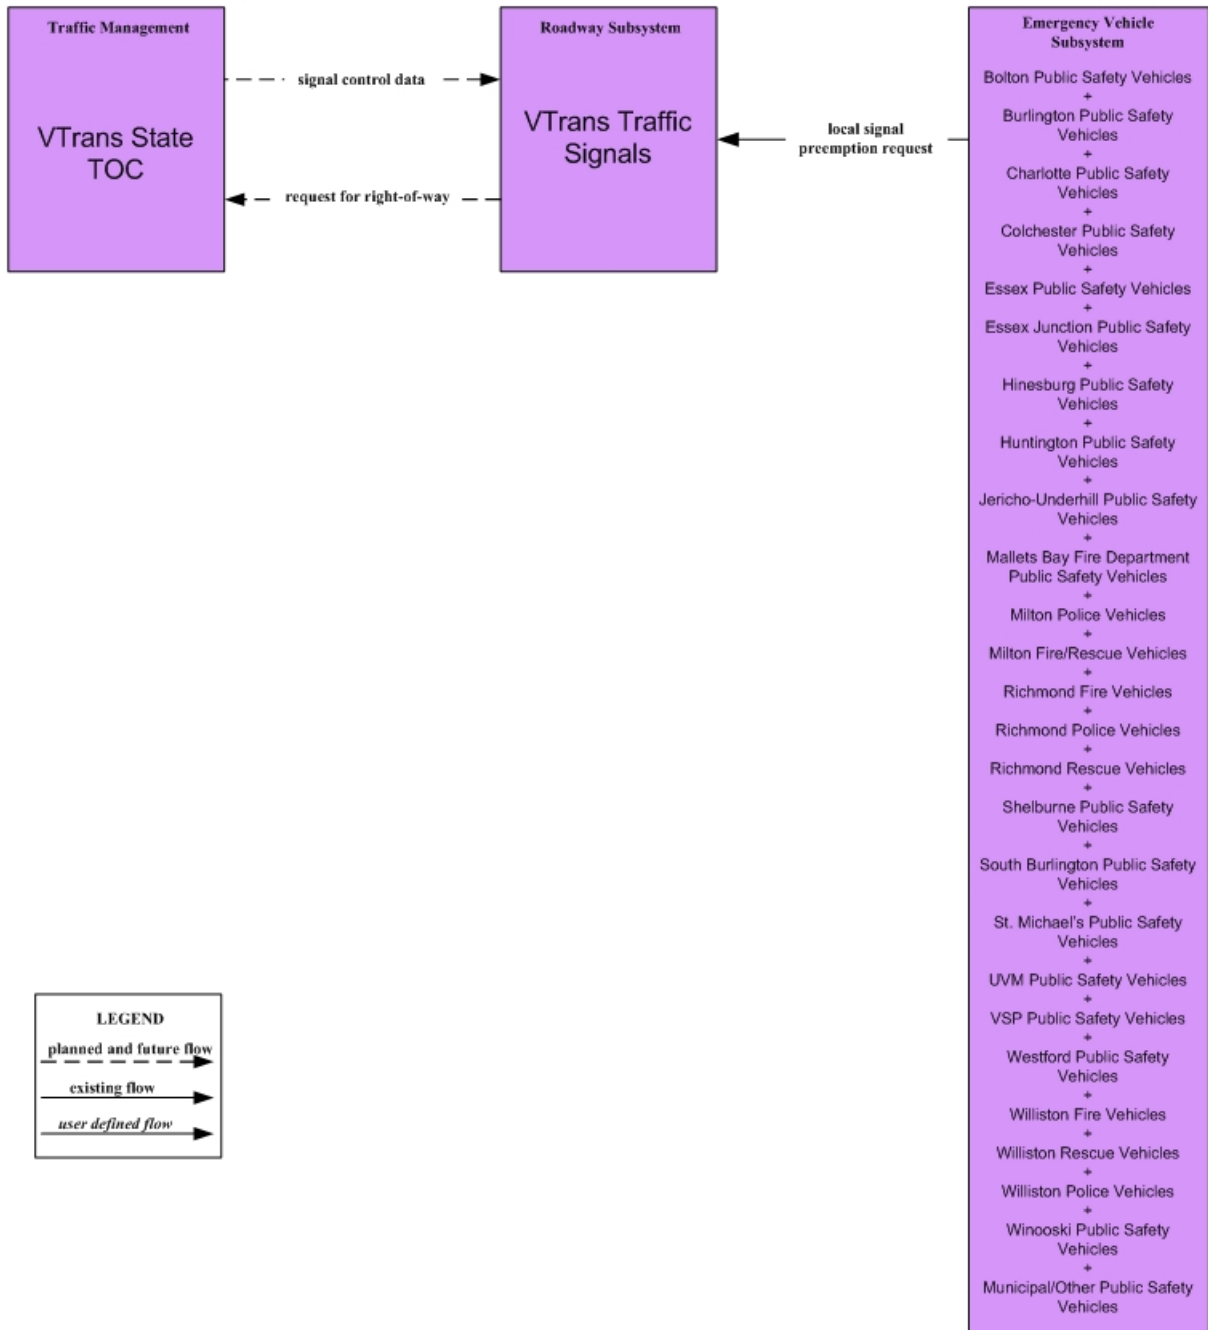 Traffic Management
VTrans State
TOC
signal control data
request for right-of-way
Roadway Subsystem
VTrans Traffic
Signals
local signal
preemption request
Emergency Vehicle
Subsystem
Bolton Public Safety Vehicles
+
Burlington Public Safety
Vehicles
+
Charlotte Public Safety
Vehicles
+
Colchester Public Safety
Vehicles
+
Essex Public Safety Vehicles
+
Essex Junction Public Safety
Vehicles
+
Hinesburg Public Safety
Vehicles
+
Huntington Public Safety
Vehicles
+
Jericho-Underhill Public Safety
Vehicles
+
Mallets Bay Fire Department
Public Safety Vehicles
+
Milton Police Vehicles
+
Milton Fire/Rescue Vehicles
+
Richmond Fire Vehicles
+
Richmond Police Vehicles
+
Richmond Rescue Vehicles
+
Shelburne Public Safety
Vehicles
+
South Burlington Public Safety
Vehicles
+
St. Michael's Public Safety
Vehicles
+
UVM Public Safety Vehicles
+
VSP Public Safety Vehicles
+
Westford Public Safety
Vehicles
+
Williston Fire Vehicles
+
Williston Rescue Vehicles
+
Williston Police Vehicles
+
Winooski Public Safety
Vehicles
+
Municipal/Other Public Safety
Vehicles
LEGEND
planned and future flow
existing flow
user defined flow